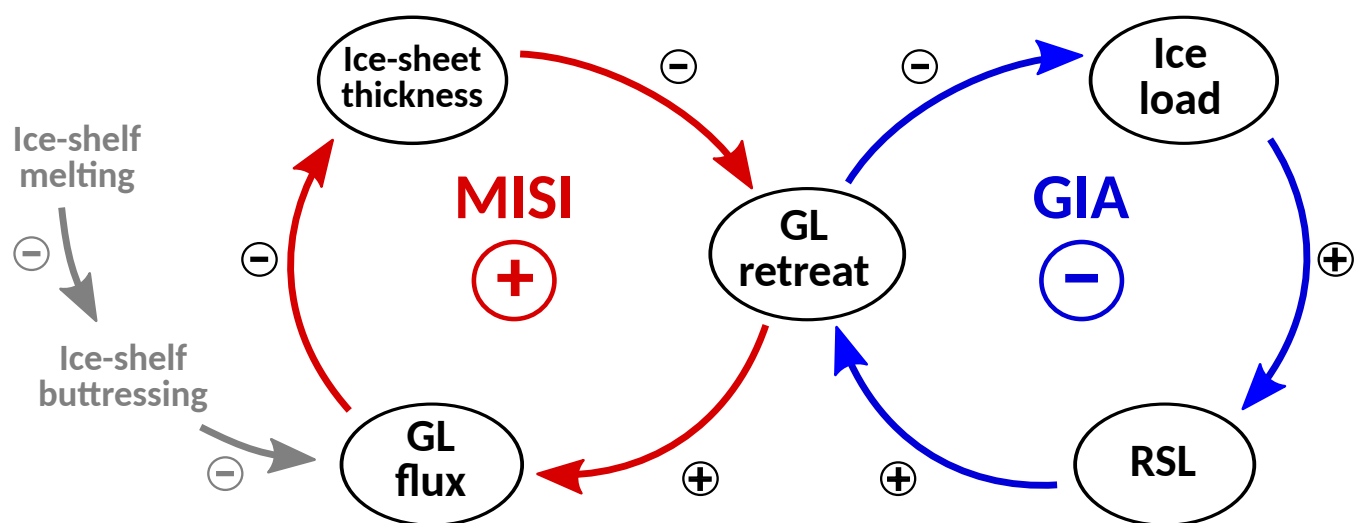 Ice-sheet
thickness
−
−
Ice
load
Ice-shelf
melting
MISI
+
GIA
−
GL
retreat
−
−
+
Ice-shelf
buttressing
−
GL
flux
+
+
RSL